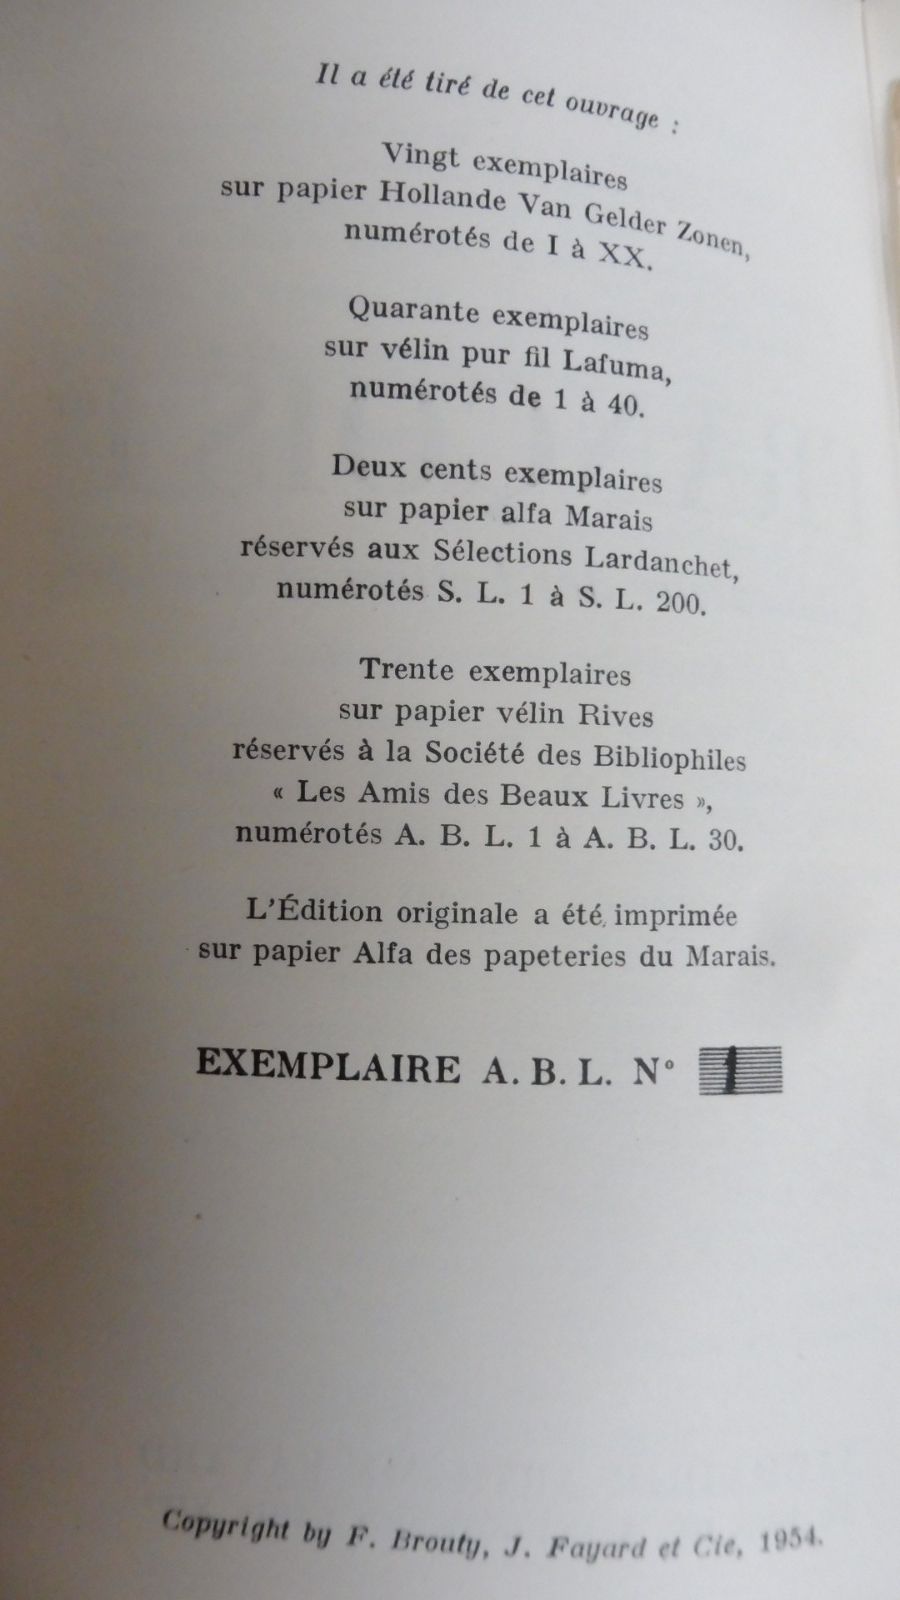 Il a été tiré de cet ouvrage :
Vingt exemplaires
sur papier Hollande Van Gelder Zonen,
numérotés de I à XX.
Quarante exemplaires
sur vélin pur fil Lafuma,
numérotés de 1 à 40.
Deux cents exemplaires
sur papier alfa Marais
réservés aux Sélections Lardanchet,
numérotés S. L. 1 à S. L. 200.
Trente exemplaires
sur papier vélin Rives
réservés à la Société des Bibliophiles
« Les Amis des Beaux Livres »,
numérotés A. B. L. 1 à A. B. L. 30.
L'Édition originale a été imprimée
sur papier Alfa des papeteries du Marais.
EXEMPLAIRE A. B. L. N° 1
Copyright by F. Brouty, J. Fayard et Cie, 1954.